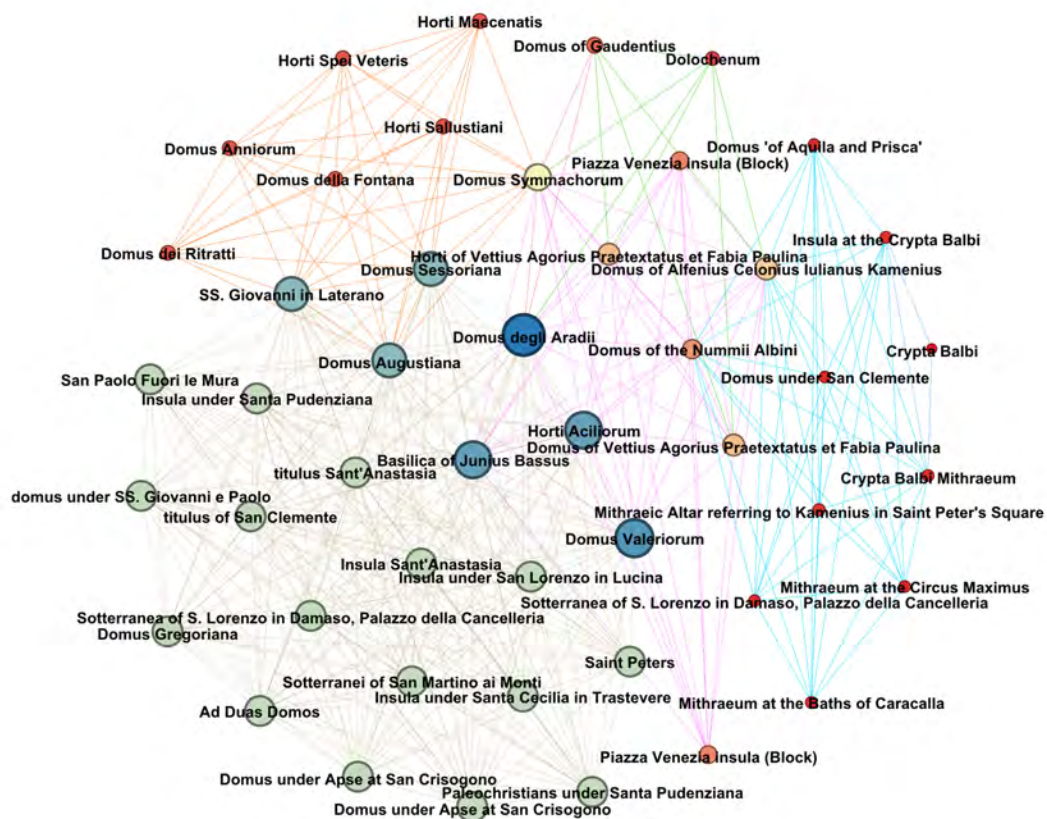 Horti Maecenatis
Domus of Gaudentius
Horti Spei Veteris
Dolochenum
Horti Sallustiani
Domus 'of Aquila and Prisca'
Domus Anniorum
Piazza Venezia insula (Block)
Domus della Fontana
Domus Symmachorum
Insula at the Crypta Balbi
Domus dei Ritratti
Horti of Vettius Agorius Praetextatus et Fabia Paulina
Domus Sessoriana
Domus of Alfenius Celonius Iulianus Kamenius
SS. Giovanni in Laterano
Domus degli Aradii
Domus of the Nummii Albini
Crypta Balbi
Domus Augustiana
San Paolo Fuori le Mura
Domus under San Clemente
Insula under Santa Pudenziana
Horti Aciliorum
Domus of Vettius Agorius Praetextatus et Fabia Paulina
Basilica of Junius Bassus
titulus Sant'Anastasia
Crypta Balbi Mithraeum
domus under SS. Giovanni e Paolo
Mithraeic Altar referring to Kamenius in Saint Peter's Square
titulus of San Clemente
Domus Valeriorum
Insula Sant'Anastasia
Insula under San Lorenzo in Lucina
Mithraeum at the Circus Maximus
Sotterranea of S. Lorenzo in Damaso, Palazzo della Cancelleria
Sotterranea of S. Lorenzo in Damaso, Palazzo della Cancelleria
Domus Gregoriana
Saint Peters
Sotterranei of San Martino ai Monti
Insula under Santa Cecilia in Trastevere
Mithraeum at the Baths of Caracalla
Ad Duas Domos
Piazza Venezia insula (Block)
Domus under Apse at San Crisogono
Paleochristians under Santa Pudenziana
Domus under Apse at San Crisogono